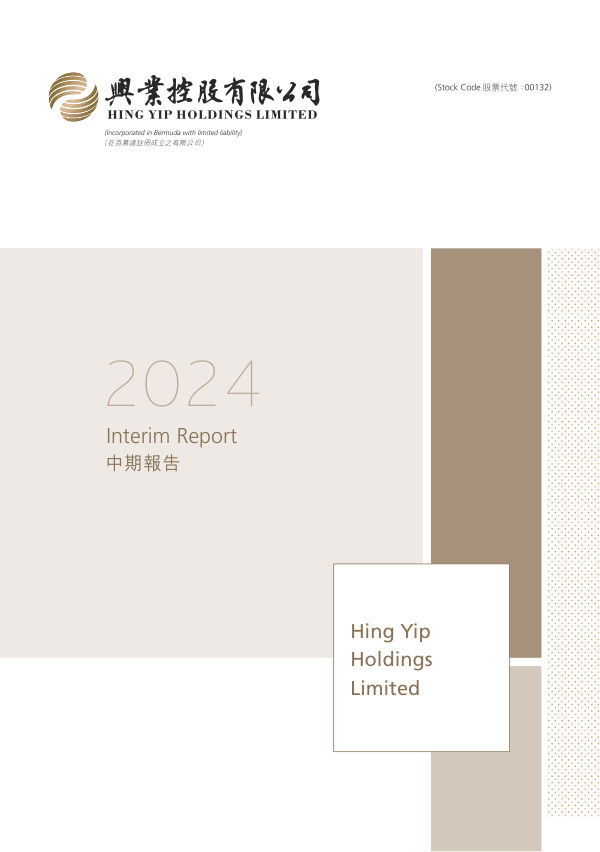 興業控股有限公司
HING YIP HOLDINGS LIMITED
(Incorporated in Bermuda with limited liability)
(在百慕達註冊成立之有限公司)
(Stock Code 股票代號 : 00132)
2024
Interim Report
中期報告
Hing Yip
Holdings
Limited